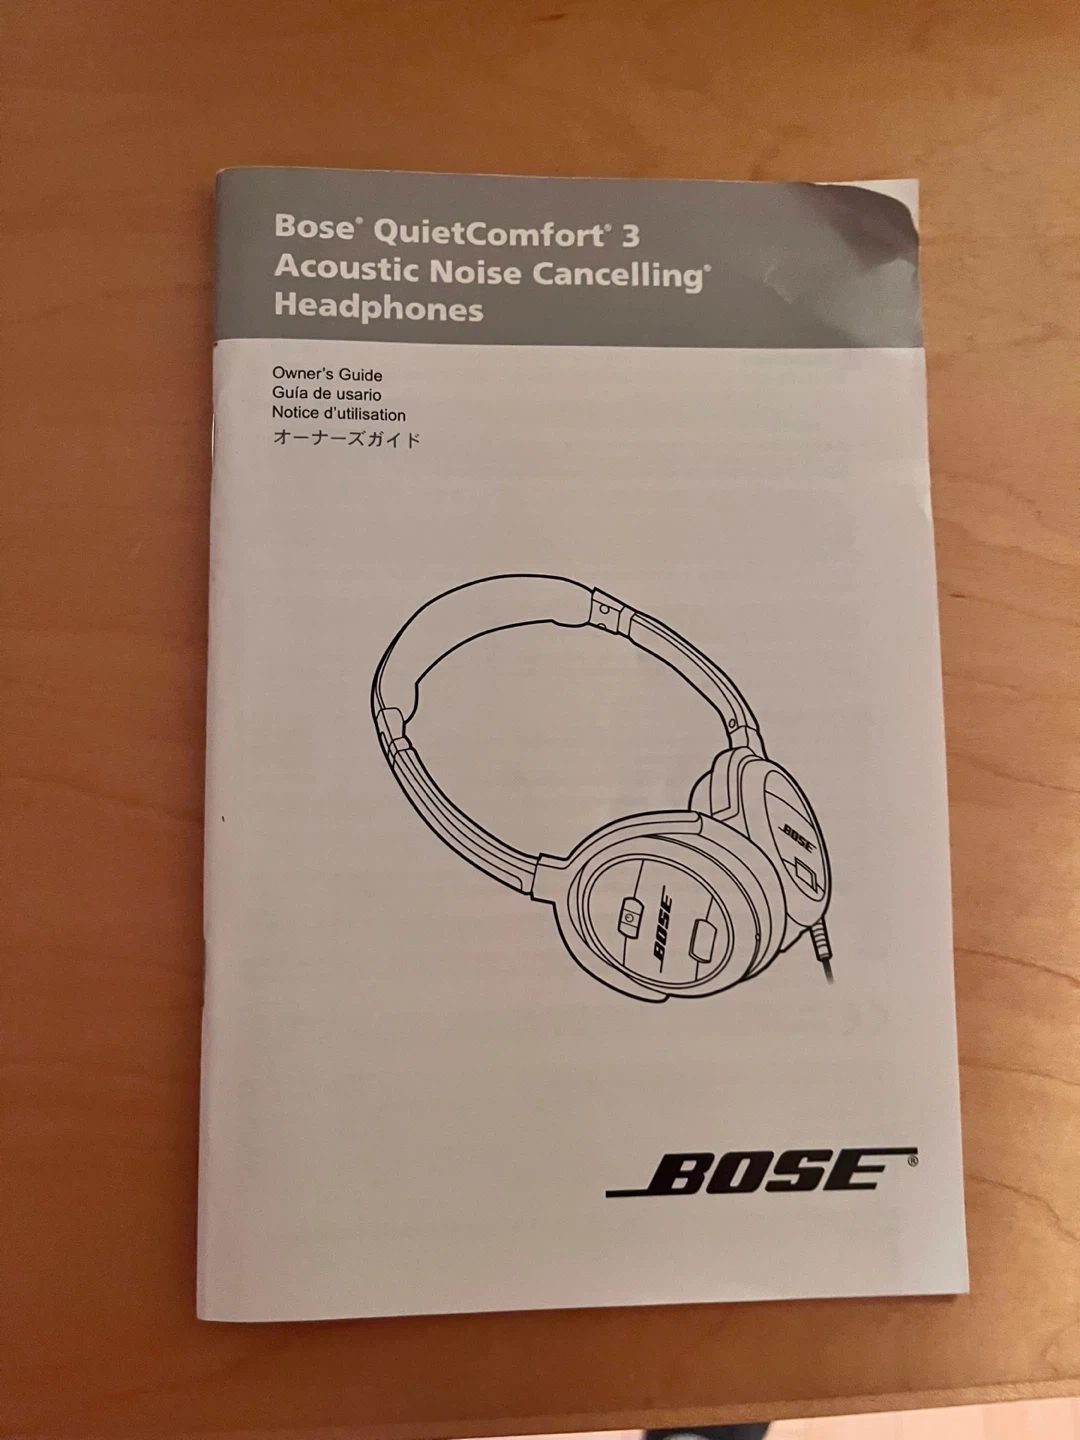 Bose® QuietComfort® 3
Acoustic Noise Cancelling®
Headphones
Owner's Guide
Guía de usario
Notice d'utilisation
オーナーズガイド
BOSE
BOSE
BOSE®